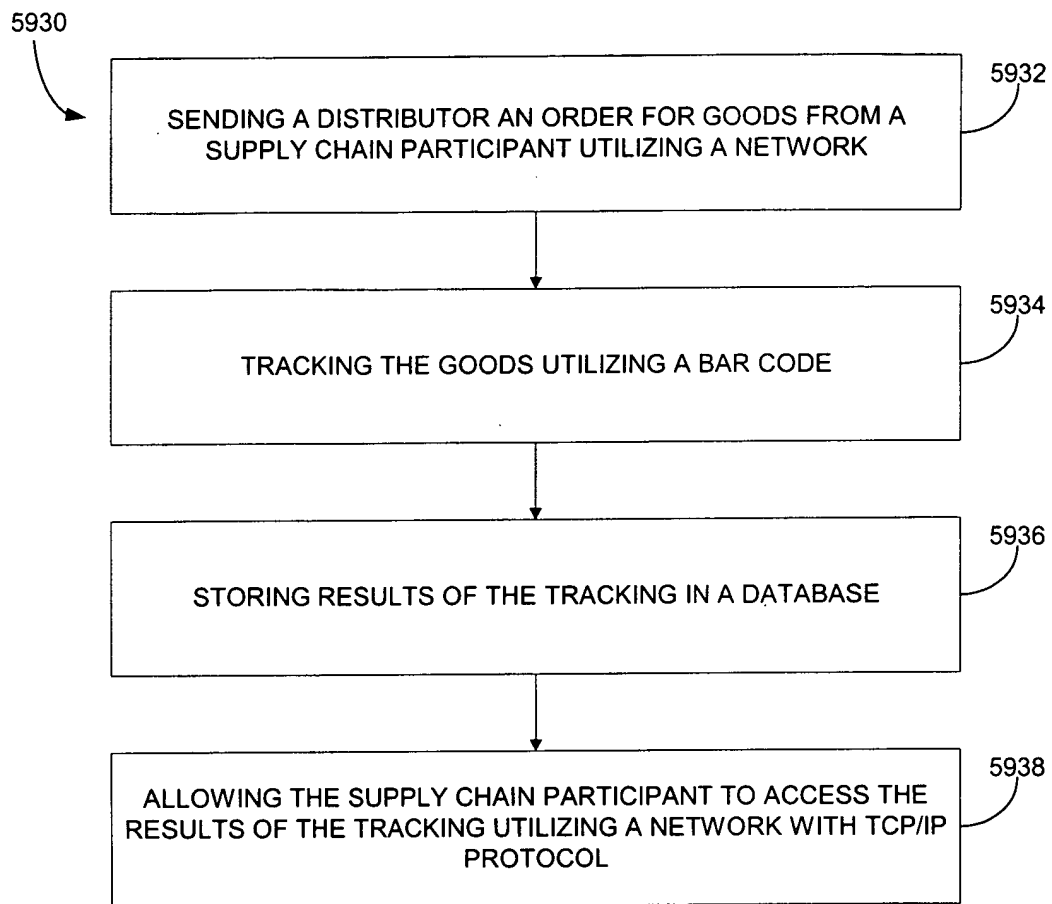 5930
5932
SENDING A DISTRIBUTOR AN ORDER FOR GOODS FROM A
SUPPLY CHAIN PARTICIPANT UTILIZING A NETWORK
5934
TRACKING THE GOODS UTILIZING A BAR CODE
5936
STORING RESULTS OF THE TRACKING IN A DATABASE
5938
ALLOWING THE SUPPLY CHAIN PARTICIPANT TO ACCESS THE
RESULTS OF THE TRACKING UTILIZING A NETWORK WITH TCP/IP
PROTOCOL